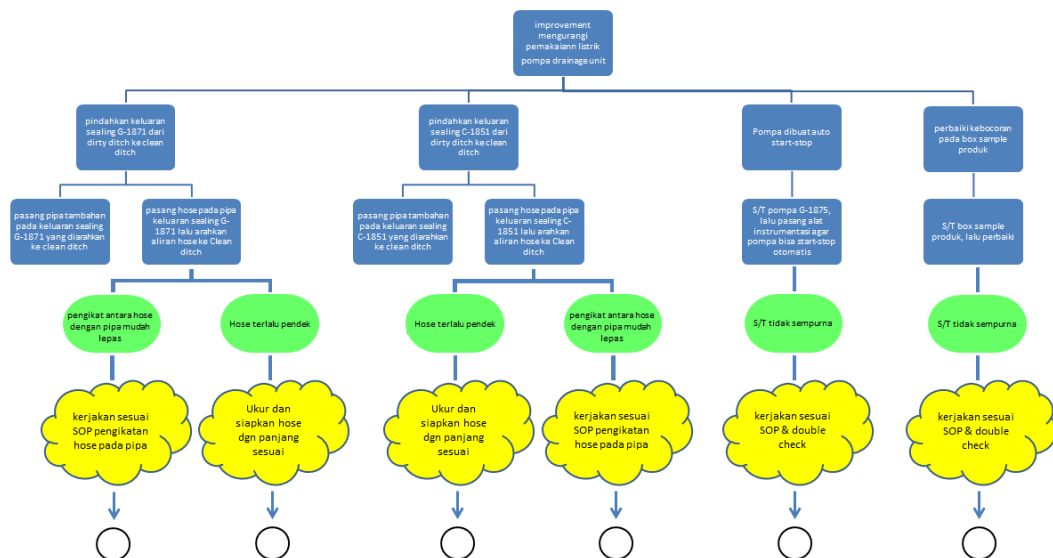 improvement
mengurangi
pemakaiann listrik
pompa drainage unit
pindahkan keluaran
sealing G-1871 dari
dirty ditch ke clean
ditch
pindahkan keluaran
sealing C-1851 dari
dirty ditch ke clean
ditch
Pompa dibuat auto
start-stop
perbaiki kebocoran
pada box sample
produk
pasang pipa tambahan
pada keluaran sealing
G-1871 yang diarahkan
ke clean ditch
pasang hose pada pipa
keluaran sealing G-
1871 lalu arahkan
aliran hose ke Clean
ditch
pasang pipa tambahan
pada keluaran sealing
C-1851 yang diarahkan
ke clean ditch
pasang hose pada pipa
keluaran sealing C-
1851 lalu arahkan
aliran hose ke Clean
ditch
S/T pompa G-1875,
lalu pasang alat
instrumentasi agar
pompa bisa start-stop
otomatis
S/T box sample
produk, lalu perbaiki
pengikat antara hose
dengan pipa mudah
lepas
Hose terlalu pendek
Hose terlalu pendek
pengikat antara hose
dengan pipa mudah
lepas
S/T tidak sempurna
S/T tidak sempurna
kerjakan sesuai
SOP pengikatan
hose pada pipa
Ukur dan
siapkan hose
dgn panjang
sesuai
Ukur dan
siapkan hose
dgn panjang
sesuai
kerjakan sesuai
SOP pengikatan
hose pada pipa
kerjakan sesuai
SOP & double
check
kerjakan sesuai
SOP & double
check